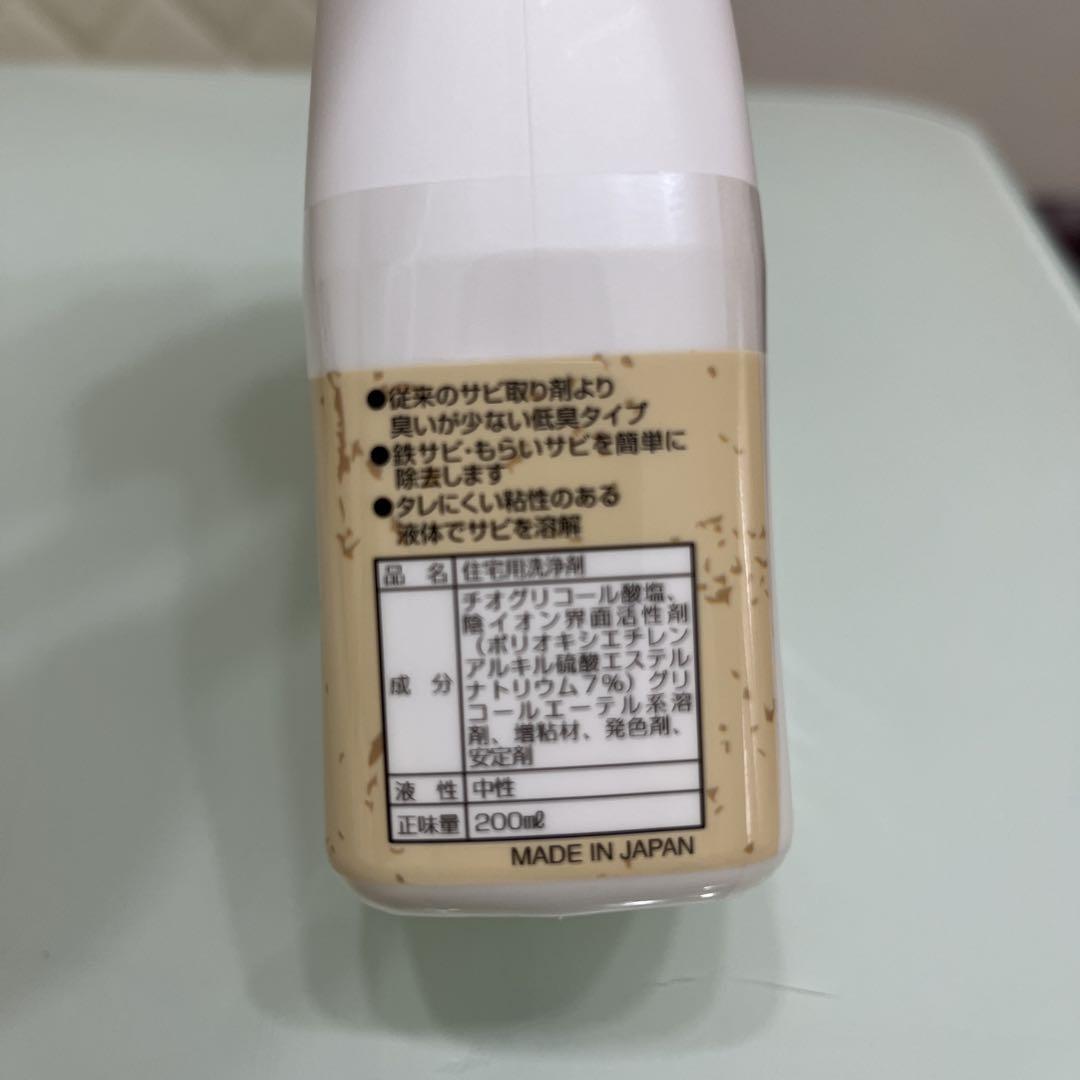 ●従来のサビ取り剤より
臭いが少ない低臭タイプ
●鉄サビ・もらいサビを簡単に
除去します
●タレにくい粘性のある
液体でサビを溶解
品 名 住宅用洗浄剤
成 分 チオグリコール酸塩、
陰イオン界面活性剤
（ポリオキシエチレン
アルキル硫酸エステル
ナトリウム7%）グリ
コールエーテル系溶
剤、増粘材、発色剤、
安定剤
液 性 中性
正味量 200㎖
MADE IN JAPAN